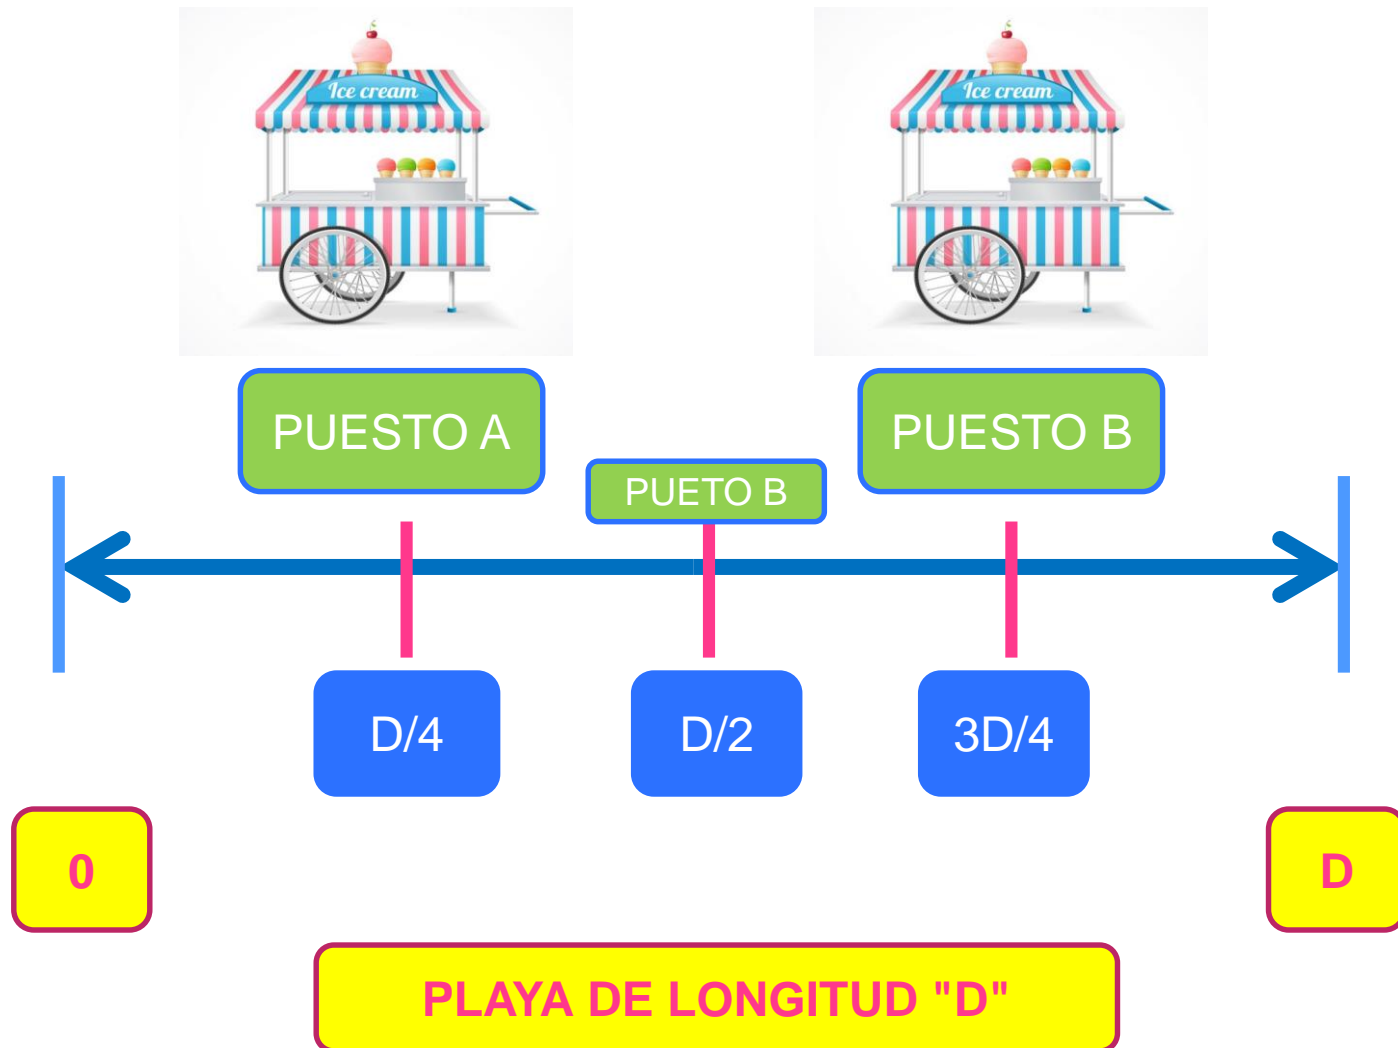 Ice cream
Ice cream
PUESTO A
PUESTO B
PUETO B
D/4
D/2
3D/4
0
D
PLAYA DE LONGITUD "D"